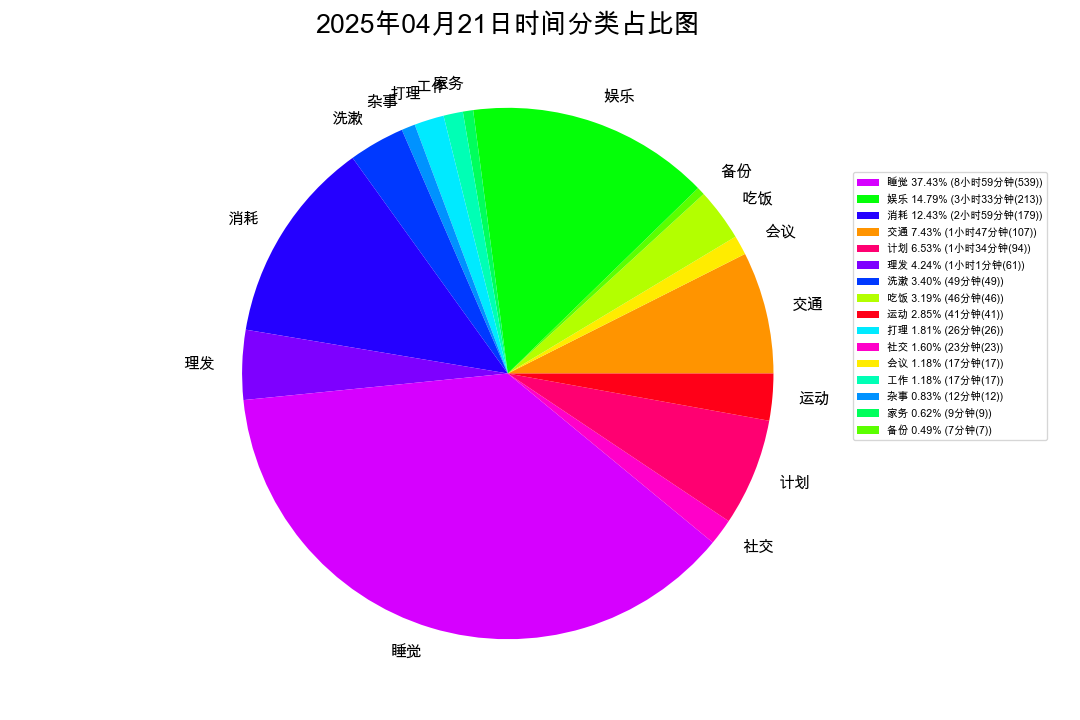 2025年04月21日时间分类占比图
家务
工作
打理
杂事
洗漱
娱乐
备份
吃饭
会议
消耗
交通
理发
运动
计划
社交
睡觉
睡觉 37.43% (8小时59分钟(539))
娱乐 14.79% (3小时33分钟(213))
消耗 12.43% (2小时59分钟(179))
交通 7.43% (1小时47分钟(107))
计划 6.53% (1小时34分钟(94))
理发 4.24% (1小时1分钟(61))
洗漱 3.40% (49分钟(49))
吃饭 3.19% (46分钟(46))
运动 2.85% (41分钟(41))
打理 1.81% (26分钟(26))
社交 1.60% (23分钟(23))
会议 1.18% (17分钟(17))
工作 1.18% (17分钟(17))
杂事 0.83% (12分钟(12))
家务 0.62% (9分钟(9))
备份 0.49% (7分钟(7))